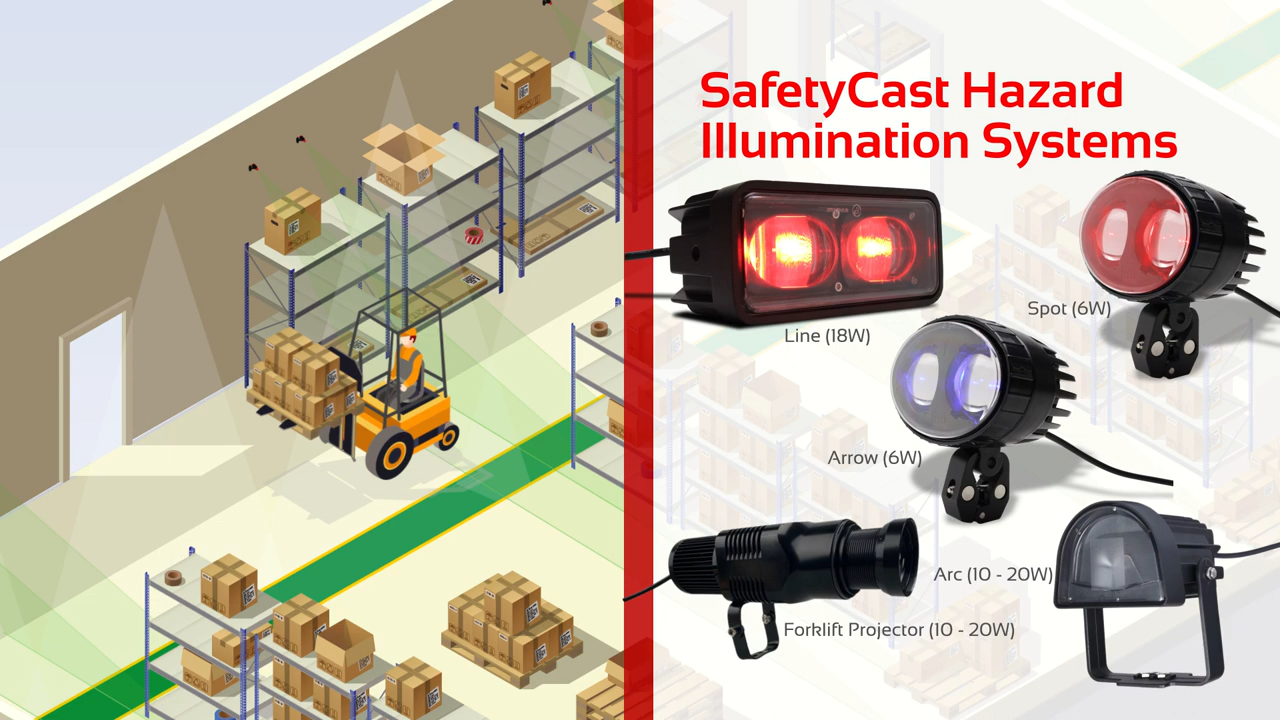 SafetyCast Hazard
Illumination Systems
Line (18W)
Spot (6W)
Arrow (6W)
Arc (10 - 20W)
Forklift Projector (10 - 20W)